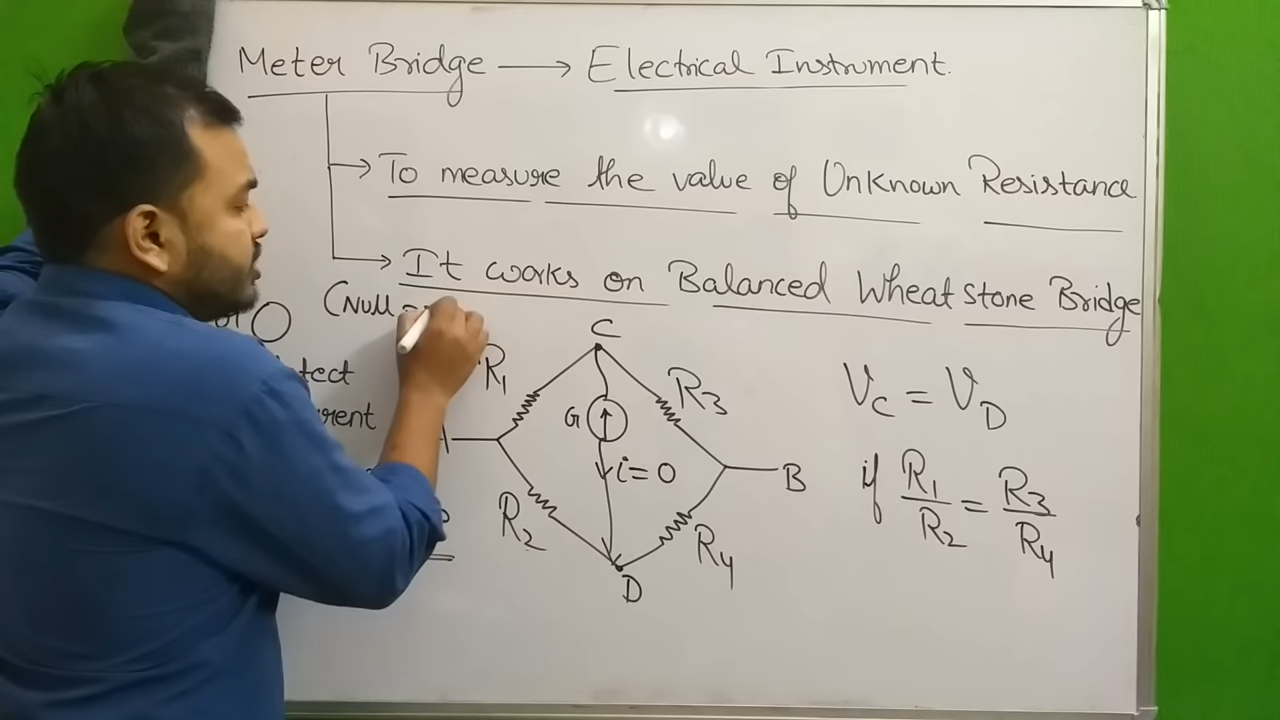 Meter Bridge → Electrical Instrument.
→ To measure the value of Unknown Resistance
→ It works on Balanced Wheatstone Bridge
(Null
C
R1
R3
G
i=0
B
R2
R4
D
VC = VD
if R1/R2 = R3/R4